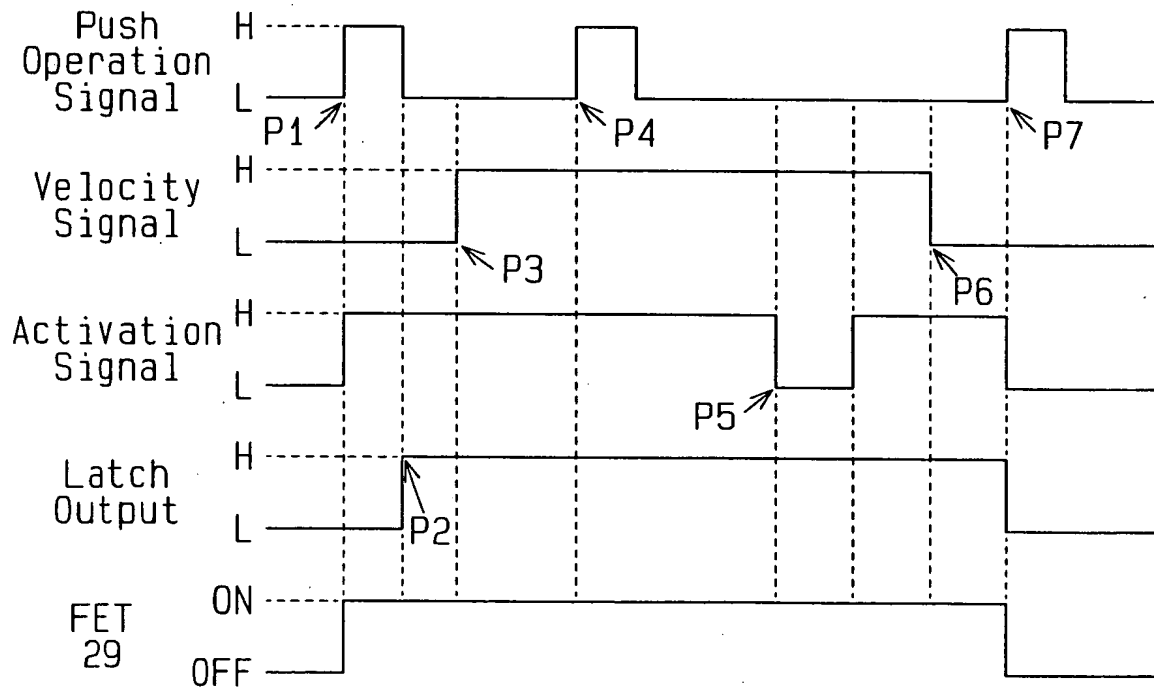 Push
Operation
Signal
H
L
P1
P4
P7
Velocity
Signal
H
L
P3
P6
Activation
Signal
H
L
P5
Latch
Output
H
L
P2
FET
29
ON
OFF